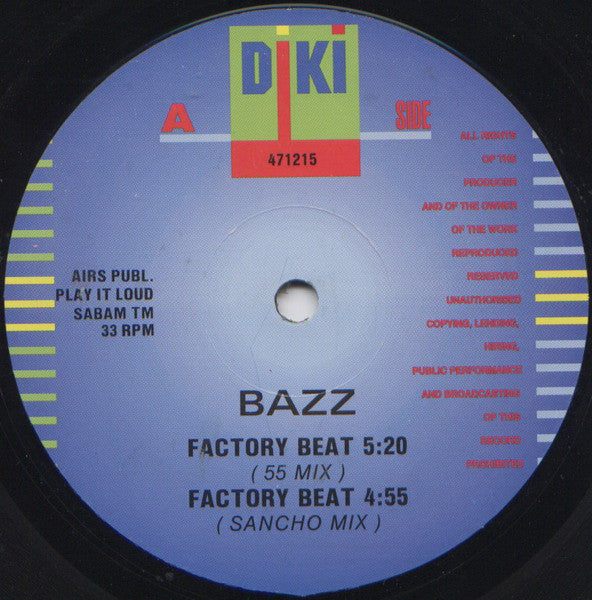 DiKi
A SIDE
471215
ALL RIGHTS
OF THE
PRODUCER
AND OF THE OWNER
OF THE WORK
REPRODUCED
RESERVED
UNAUTHORISED
COPYING, LENDING,
HIRING,
PUBLIC PERFORMANCE
AND BROADCASTING
OF THIS
RECORD
PROHIBITED
AIRS PUBL.
PLAY IT LOUD
SABAM TM
33 RPM
BAZZ
FACTORY BEAT 5:20
( 55 MIX )
FACTORY BEAT 4:55
( SANCHO MIX )